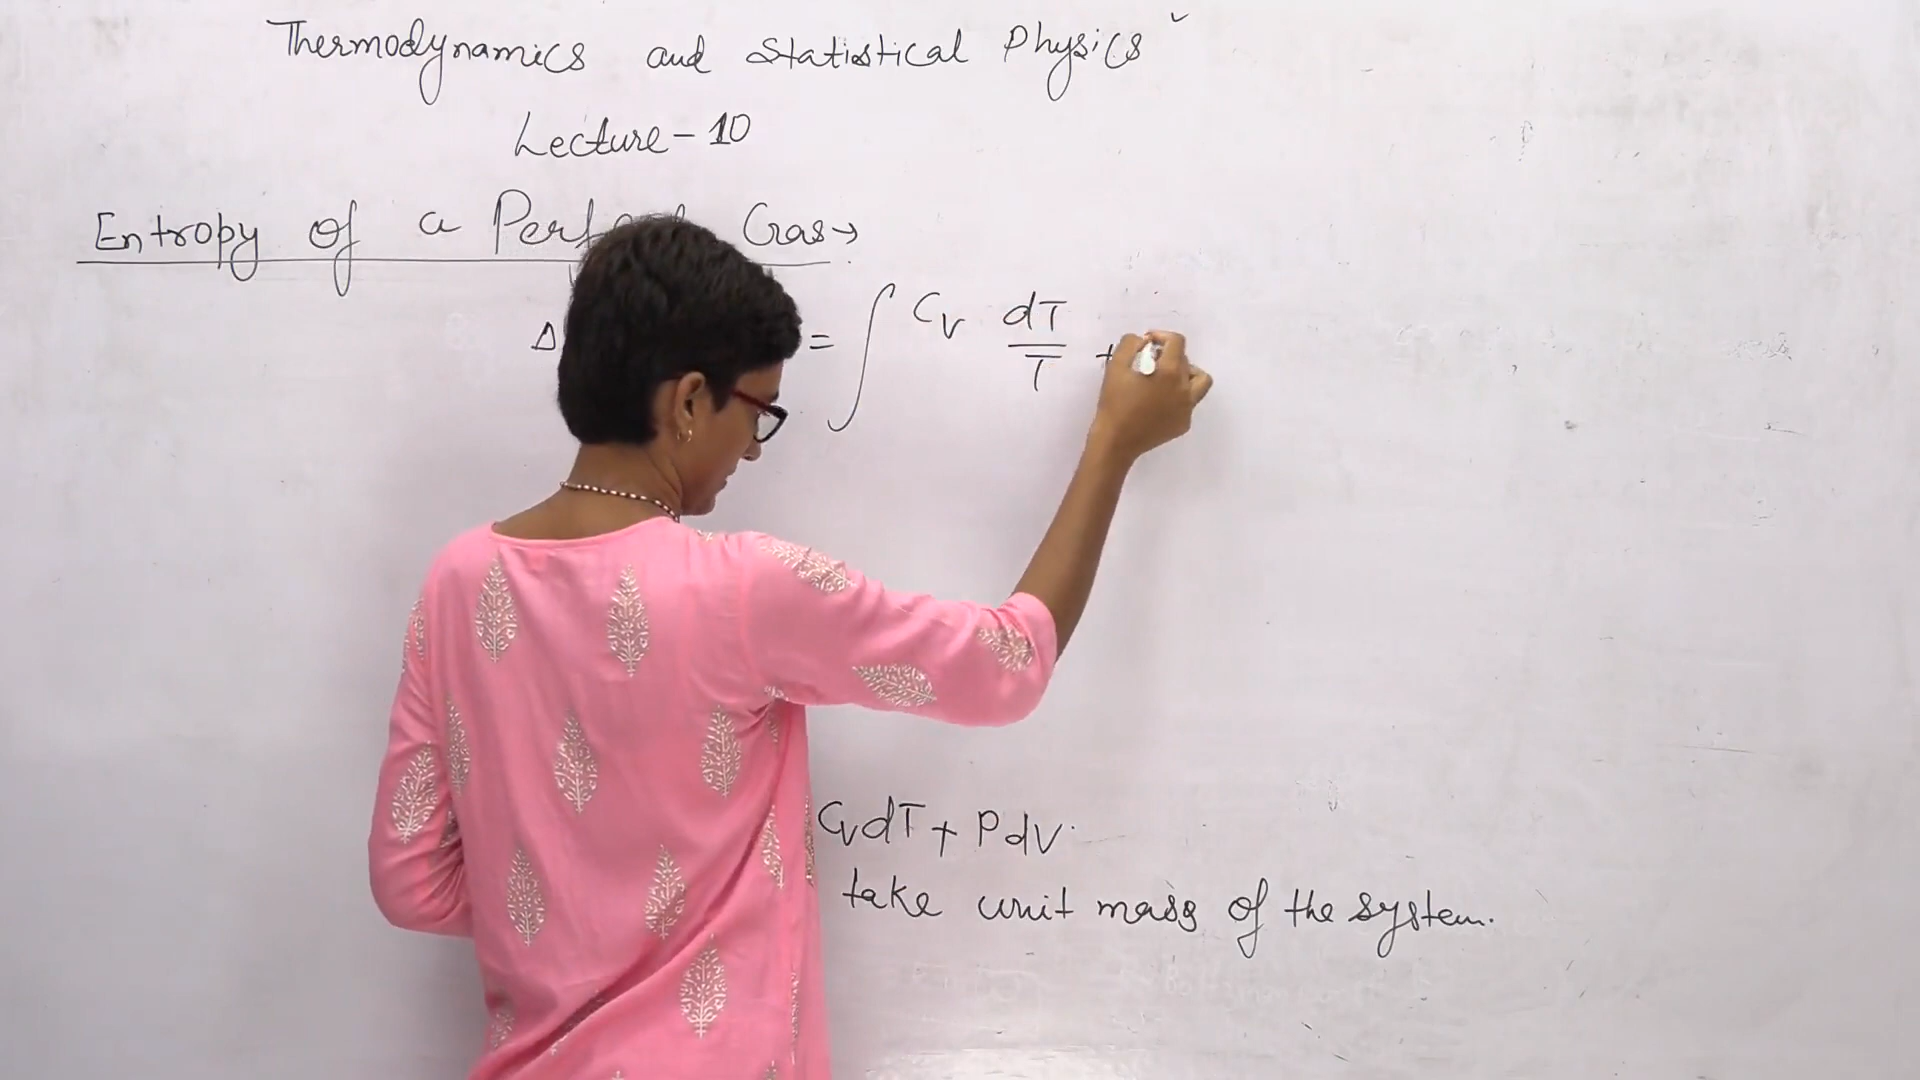 Thermodynamics and Statistical Physics
Lecture - 10
Entropy of a Perfect Gas →
Δ = ∫ Cv dT/T +
CvdT + PdV
take unit mass of the system.